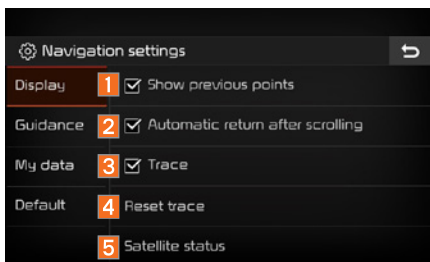 Navigation settings
Display 1 Show previous points
Guidance 2 Automatic return after scrolling
My data 3 Trace
Default 4 Reset trace
5 Satellite status